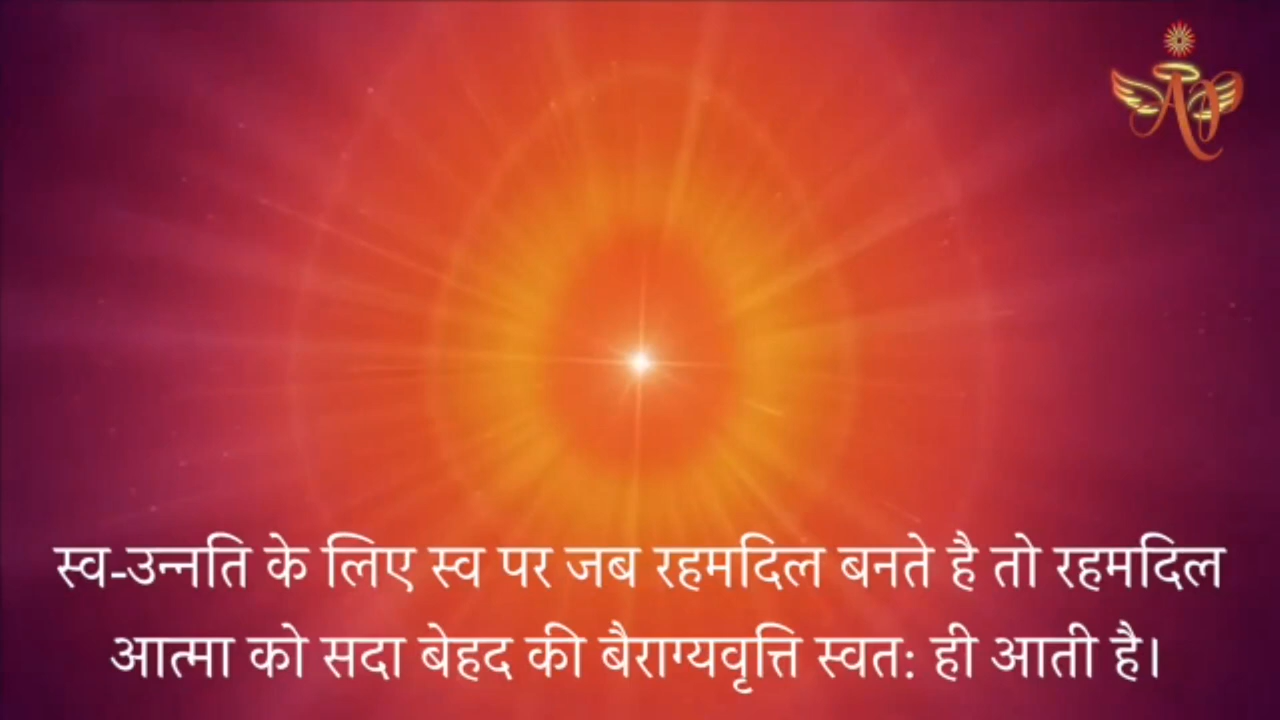 स्व-उन्नति के लिए स्व पर जब रहमदिल बनते है तो रहमदिल
आत्मा को सदा बेहद की बैराग्यवृत्ति स्वत: ही आती है।